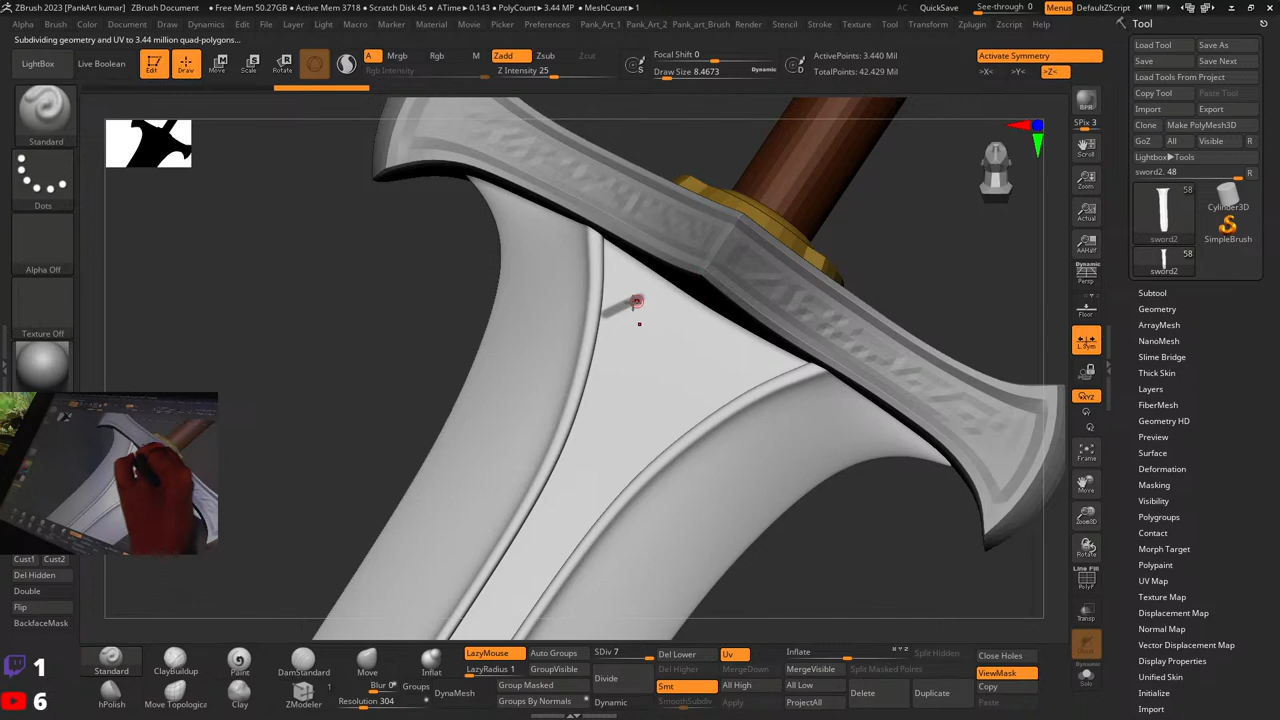 ZBrush 2023 [PankArt kumar] ZBrush Document • Free Mem 50.27GB • Active Mem 3718 • Scratch Disk 45 • ATime▸0.143 • PolyCount▸3.44 MP • MeshCount▸1 AC QuickSave See-through 0 Menus DefaultZScript
Alpha Brush Color Document Draw Dynamics Edit File Layer Light Macro Marker Material Movie Picker Preferences Pank_Art_1 Pank_Art_2 Pank_art_Brush Render Stencil Stroke Texture Tool Transform Zplugin Zscript Help
Subdividing geometry and UV to 3.44 million quad-polygons...
LightBox Live Boolean Edit Draw Move Scale Rotate
A Mrgb Rgb M Zadd Zsub Zcut
Rgb Intensity Z Intensity 25
Focal Shift 0
Draw Size 8.4673 Dynamic
S D
ActivePoints: 3.440 Mil
TotalPoints: 42.429 Mil
Activate Symmetry
>X< >Y< >Z<
Standard
Dots
Alpha Off
Texture Off
Cust1 Cust2
Del Hidden
Double
Flip
BackfaceMask
1
6
BPR
SPix 3
Scroll
Zoom
Actual
AAHalf
Dynamic
Persp
Floor
L.Sym
XYZ
Frame
Move
Zoom3D
Rotate
Line Fill
PolyF
Transp
Ghost
Dynamic
Solo
Tool
Load Tool Save As
Save Save Next
Load Tools From Project
Copy Tool Paste Tool
Import Export
Clone Make PolyMesh3D
GoZ All Visible R
Lightbox▸Tools
sword2. 48 R
58
sword2
Cylinder3D
SimpleBrush
58
sword2
Subtool
Geometry
ArrayMesh
NanoMesh
Slime Bridge
Thick Skin
Layers
FiberMesh
Geometry HD
Preview
Surface
Deformation
Masking
Visibility
Polygroups
Contact
Morph Target
Polypaint
UV Map
Texture Map
Displacement Map
Normal Map
Vector Displacement Map
Display Properties
Unified Skin
Initialize
Import
Standard ClayBuildup Paint DamStandard Move Inflat
hPolish Move Topological Clay ZModeler 1
Blur 0 Groups
Resolution 304 DynaMesh
LazyMouse Auto Groups
LazyRadius 1 GroupVisible
Group Masked
Groups By Normals
SDiv 7
Divide
Dynamic
Del Lower Uv
Del Higher MergeDown
Smt All High
SmoothSubdiv Apply
Inflate
MergeVisible
All Low
ProjectAll
Split Hidden
Split Masked Points
Delete Duplicate
Close Holes
ViewMask
Copy
Paste